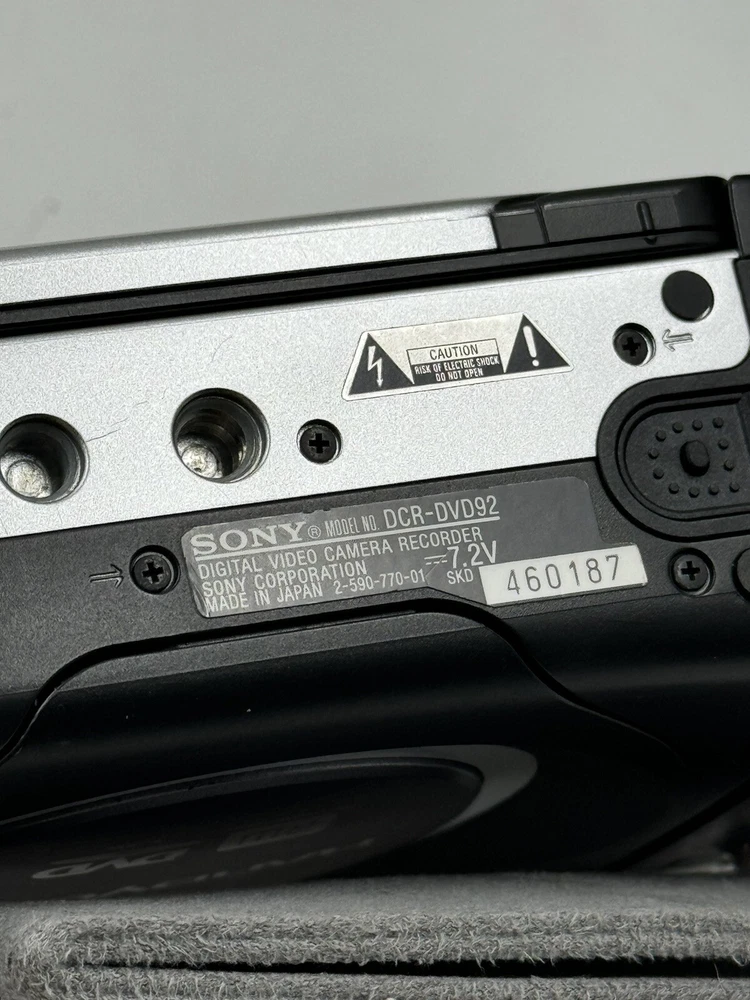 CAUTION
RISK OF ELECTRIC SHOCK
DO NOT OPEN
SONY® MODEL NO. DCR-DVD92
DIGITAL VIDEO CAMERA RECORDER
SONY CORPORATION ⎓7.2V
MADE IN JAPAN 2-590-770-01 SKD 460187
DVD